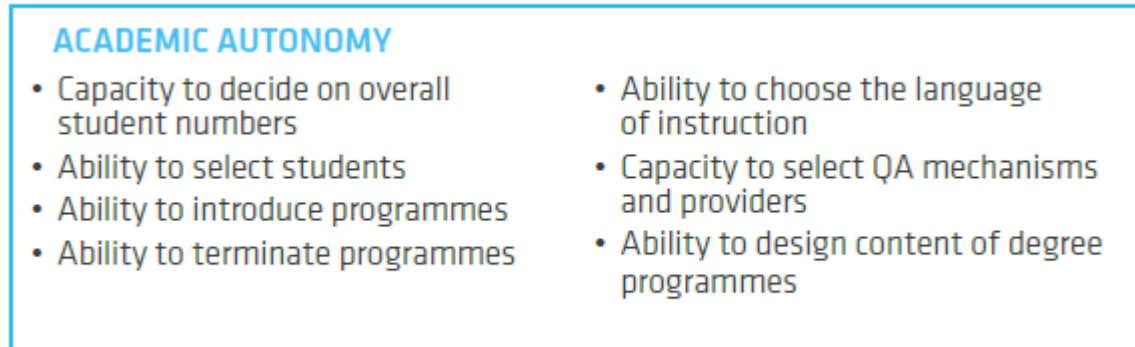 ACADEMIC AUTONOMY
• Capacity to decide on overall
student numbers
• Ability to select students
• Ability to introduce programmes
• Ability to terminate programmes
• Ability to choose the language
of instruction
• Capacity to select QA mechanisms
and providers
• Ability to design content of degree
programmes